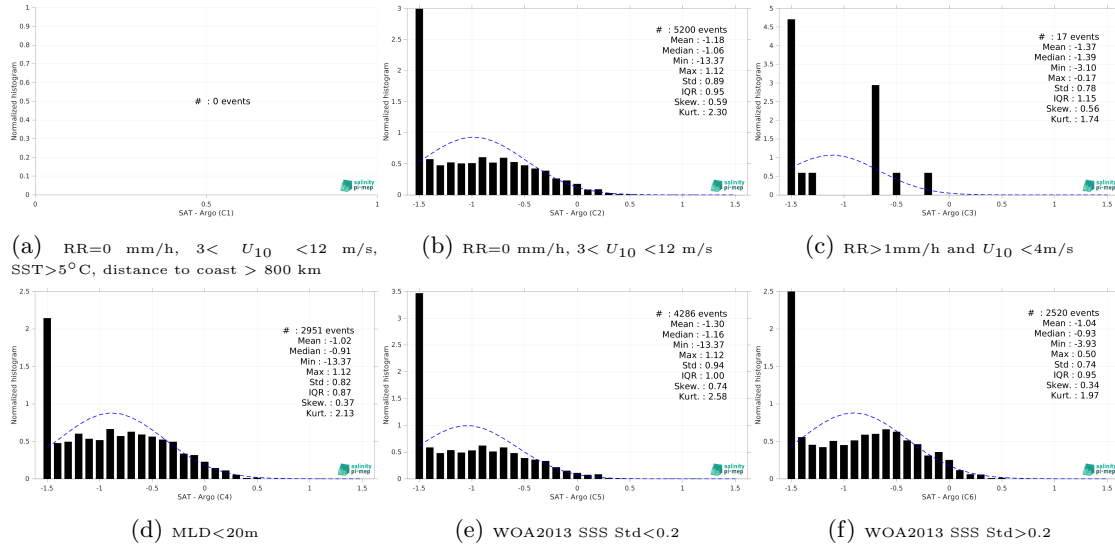 1
0.9
0.8
0.7
0.6
0.5
0.4
0.3
0.2
0.1
0
Normalized histogram
# : 0 events
salinity
pi-mep
0 0.5 1
SAT - Argo (C1)
(a) RR=0 mm/h, 3< U10 <12 m/s,
SST>5°C, distance to coast > 800 km
3
2.5
2
1.5
1
0.5
0
Normalized histogram
# : 5200 events
Mean : -1.18
Median : -1.06
Min : -13.37
Max : 1.12
Std : 0.89
IQR : 0.95
Skew. : 0.59
Kurt. : 2.30
salinity
pi-mep
-1.5 -1 -0.5 0 0.5 1 1.5
SAT - Argo (C2)
(b) RR=0 mm/h, 3< U10 <12 m/s
5
4.5
4
3.5
3
2.5
2
1.5
1
0.5
0
Normalized histogram
# : 17 events
Mean : -1.37
Median : -1.39
Min : -3.10
Max : -0.17
Std : 0.78
IQR : 1.15
Skew. : 0.56
Kurt. : 1.74
salinity
pi-mep
-1.5 -1 -0.5 0 0.5 1 1.5
SAT - Argo (C3)
(c) RR>1mm/h and U10 <4m/s
2.5
2
1.5
1
0.5
0
Normalized histogram
# : 2951 events
Mean : -1.02
Median : -0.91
Min : -13.37
Max : 1.12
Std : 0.82
IQR : 0.87
Skew. : 0.37
Kurt. : 2.13
salinity
pi-mep
-1.5 -1 -0.5 0 0.5 1 1.5
SAT - Argo (C4)
(d) MLD<20m
3.5
3
2.5
2
1.5
1
0.5
0
Normalized histogram
# : 4286 events
Mean : -1.30
Median : -1.16
Min : -13.37
Max : 1.12
Std : 0.94
IQR : 1.00
Skew. : 0.74
Kurt. : 2.58
salinity
pi-mep
-1.5 -1 -0.5 0 0.5 1 1.5
SAT - Argo (C5)
(e) WOA2013 SSS Std<0.2
2.5
2
1.5
1
0.5
0
Normalized histogram
# : 2520 events
Mean : -1.04
Median : -0.93
Min : -3.93
Max : 0.50
Std : 0.74
IQR : 0.95
Skew. : 0.34
Kurt. : 1.97
salinity
pi-mep
-1.5 -1 -0.5 0 0.5 1 1.5
SAT - Argo (C6)
(f) WOA2013 SSS Std>0.2